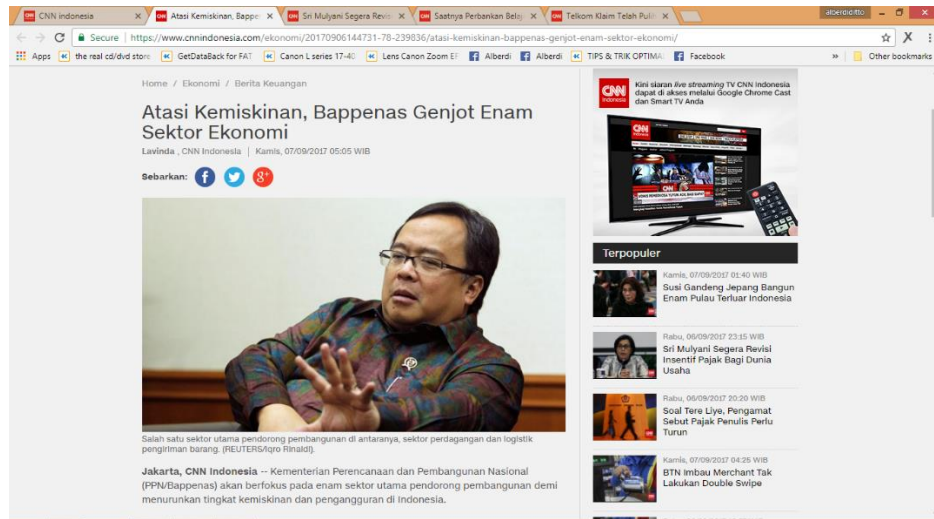 alberdiditto
CNN indonesia
Atasi Kemiskinan, Bappe
Sri Mulyani Segera Revis
Saatnya Perbankan Belaj
Telkom Klaim Telah Puli
Secure
https://www.cnnindonesia.com/ekonomi/20170906144731-78-239836/atasi-kemiskinan-bappenas-genjot-enam-sektor-ekonomi/
Apps
the real cd/dvd store
GetDataBack for FAT
Canon L series 17-40
Lens Canon Zoom EF
Alberdi
Alberdi
TIPS & TRIK OPTIMA
Facebook
Other bookmarks
Home / Ekonomi / Berita Keuangan
Atasi Kemiskinan, Bappenas Genjot Enam
Sektor Ekonomi
Lavinda , CNN Indonesia | Kamis, 07/09/2017 05:05 WIB
Sebarkan:
Salah satu sektor utama pendorong pembangunan di antaranya, sektor perdagangan dan logistik
pengiriman barang. (REUTERS/Iqro Rinaldi).
Jakarta, CNN Indonesia -- Kementerian Perencanaan dan Pembangunan Nasional
(PPN/Bappenas) akan berfokus pada enam sektor utama pendorong pembangunan demi
menurunkan tingkat kemiskinan dan pengangguran di Indonesia.
CNN
Indonesia
Kini siaran live streaming TV CNN Indonesia
dapat di akses melalui Google Chrome Cast
dan Smart TV Anda
Terpopuler
Kamis, 07/09/2017 01:40 WIB
Susi Gandeng Jepang Bangun
Enam Pulau Terluar Indonesia
Rabu, 06/09/2017 23:15 WIB
Sri Mulyani Segera Revisi
Insentif Pajak Bagi Dunia
Usaha
Rabu, 06/09/2017 20:20 WIB
Soal Tere Liye, Pengamat
Sebut Pajak Penulis Perlu
Turun
Kamis, 07/09/2017 04:25 WIB
BTN Imbau Merchant Tak
Lakukan Double Swipe